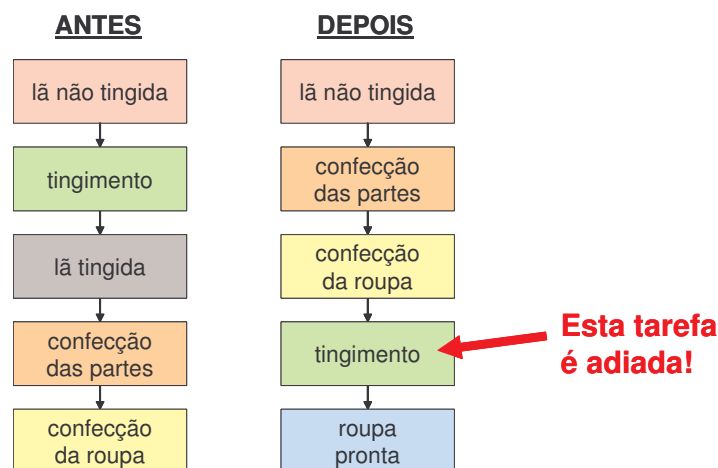 ANTES
lã não tingida
tingimento
lã tingida
confecção
das partes
confecção
da roupa
DEPOIS
lã não tingida
confecção
das partes
confecção
da roupa
tingimento
roupa
pronta
Esta tarefa
é adiada!